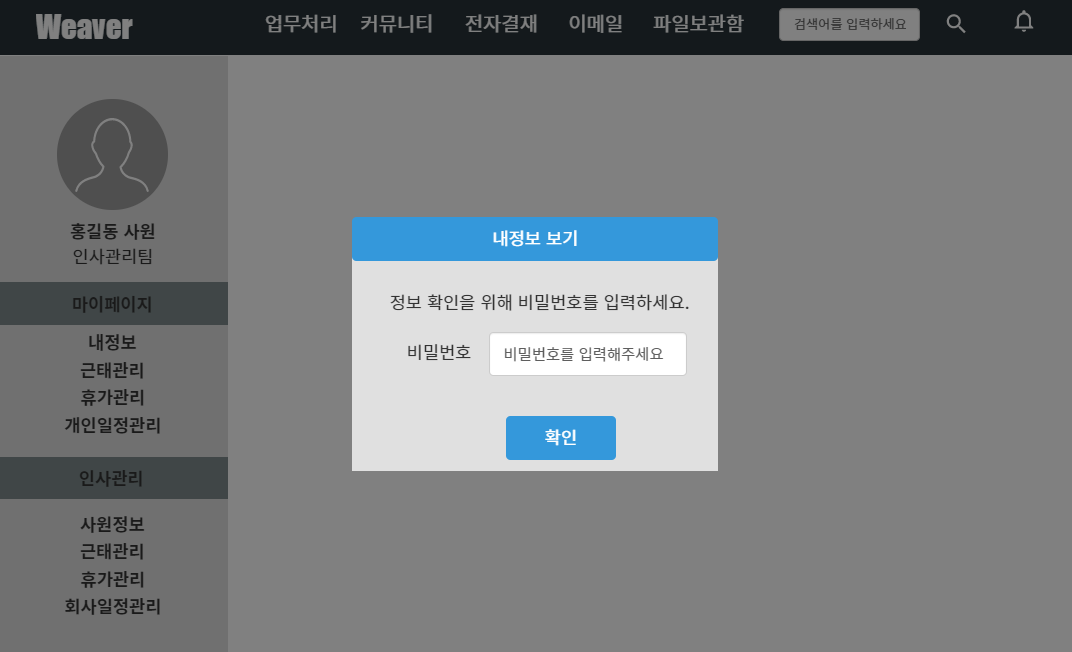 Weaver
업무처리 커뮤니티 전자결재 이메일 파일보관함 검색어를 입력하세요
홍길동 사원
인사관리팀
마이페이지
내정보
근태관리
휴가관리
개인일정관리
인사관리
사원정보
근태관리
휴가관리
회사일정관리
내정보 보기
정보 확인을 위해 비밀번호를 입력하세요.
비밀번호 비밀번호를 입력해주세요
확인